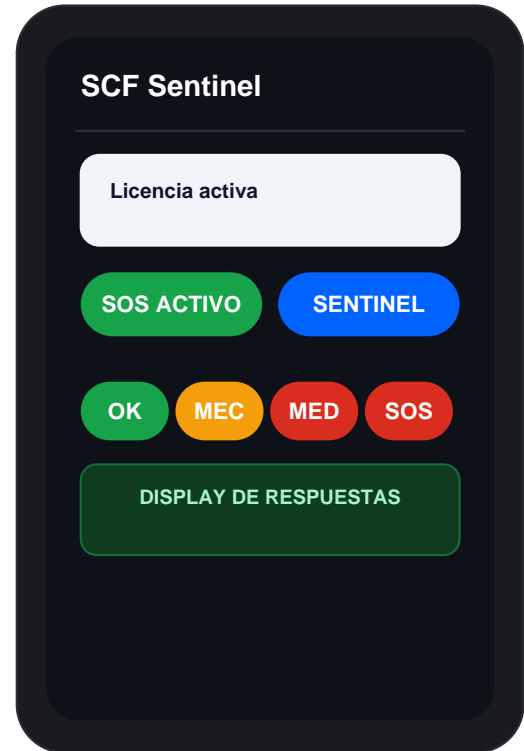 SCF Sentinel
Licencia activa
SOS ACTIVO SENTINEL
OK MEC MED SOS
DISPLAY DE RESPUESTAS